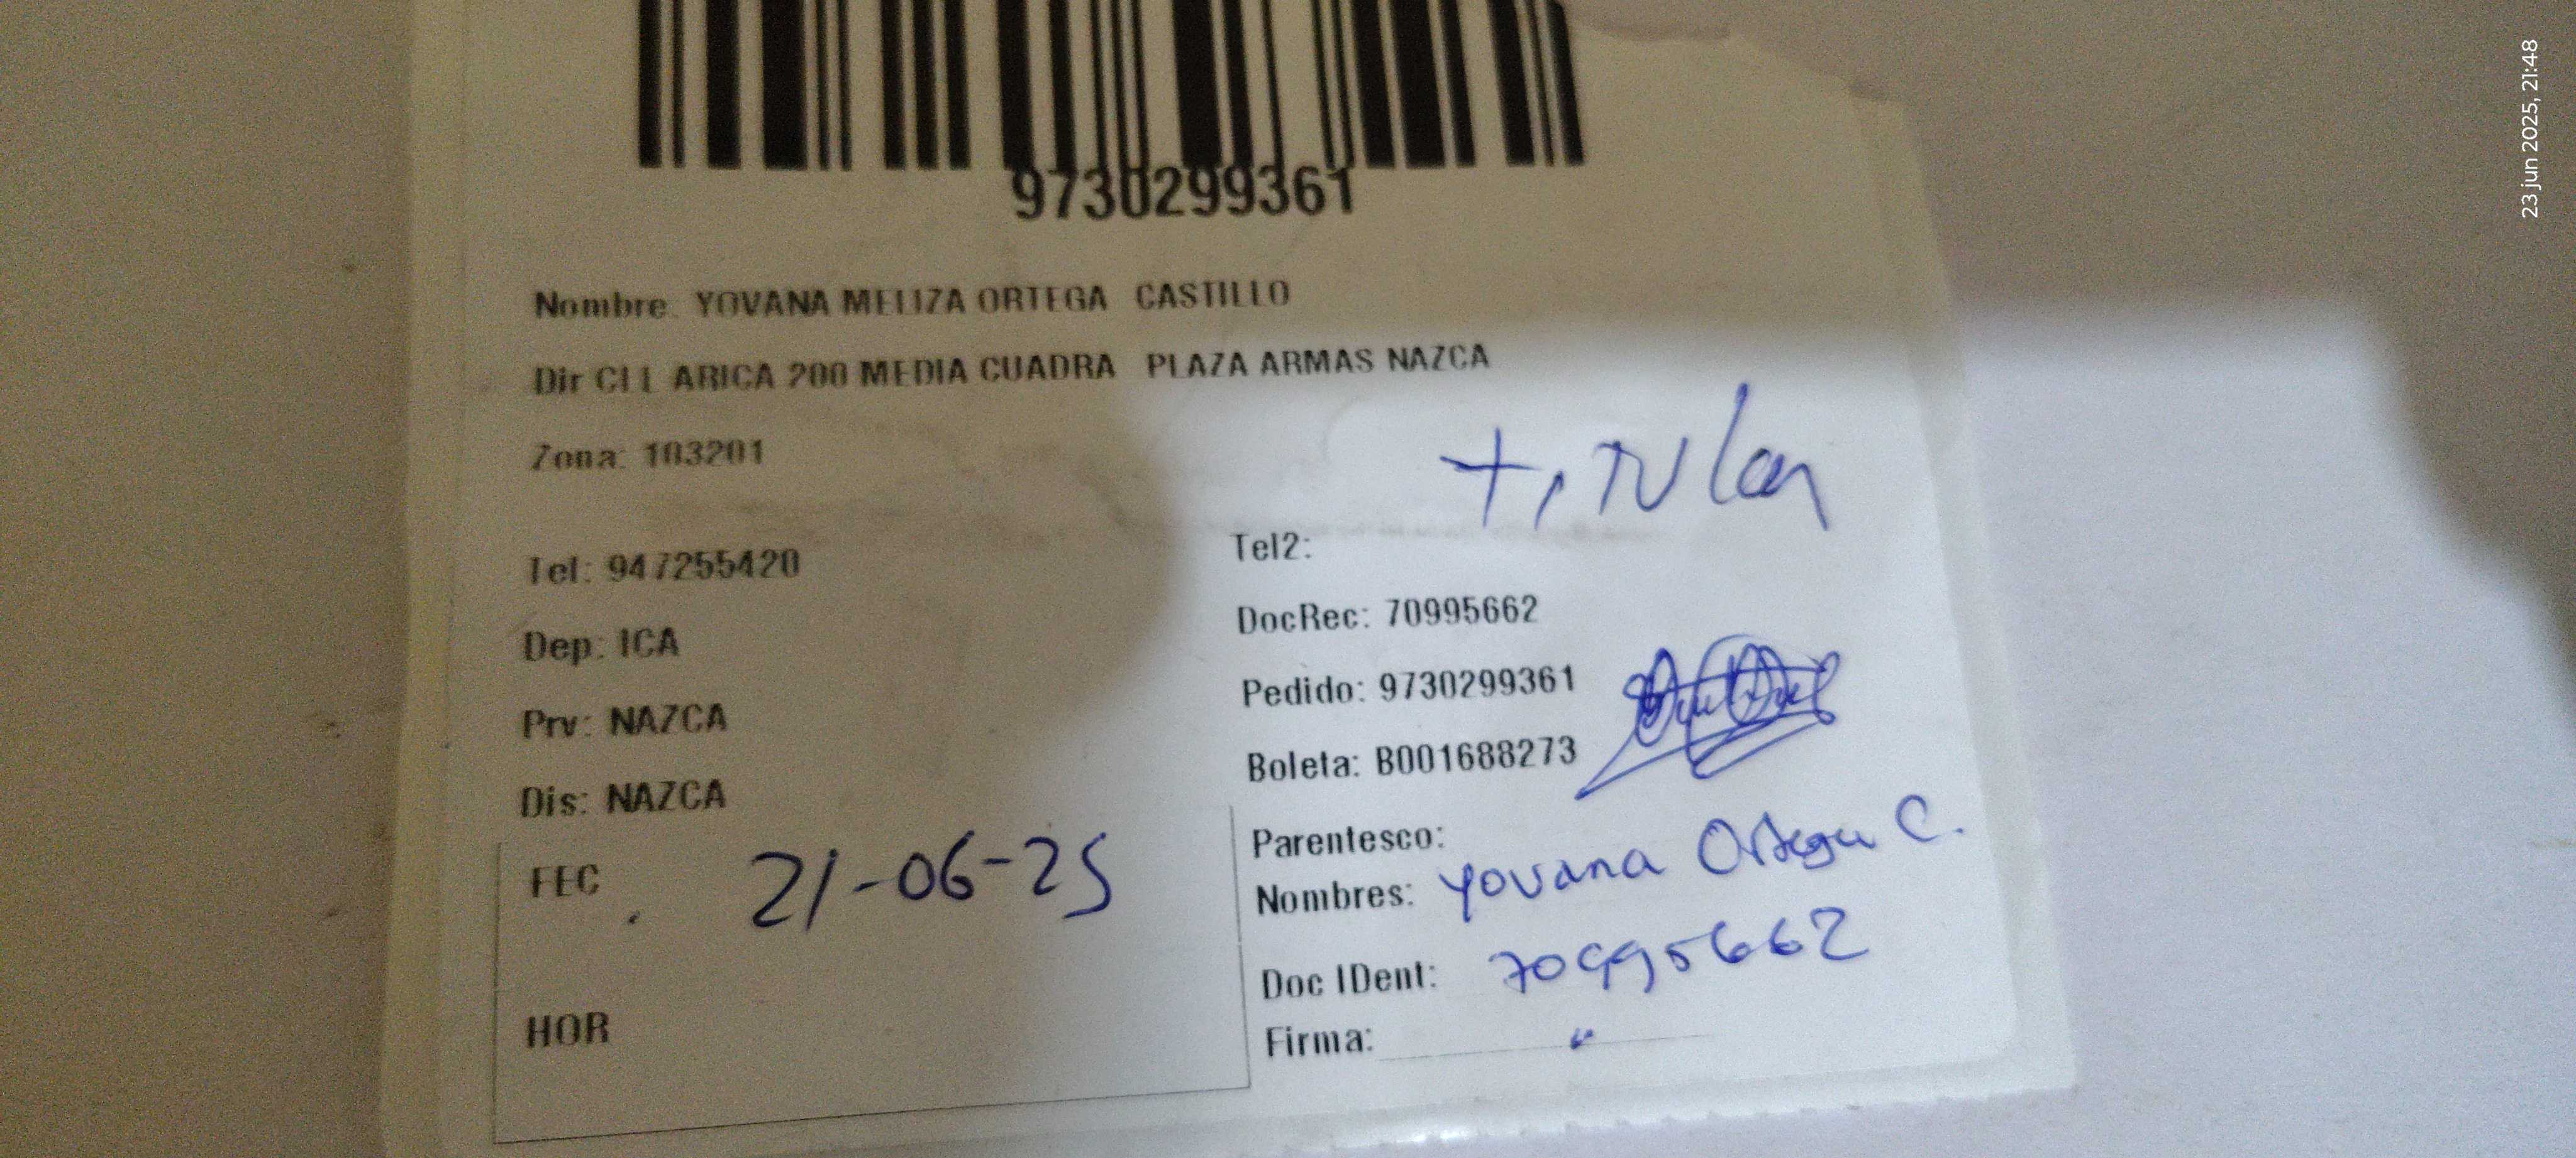 9730299361
Nombre: YOVANA MELIZA ORTEGA CASTILLO
Dir CLL ARICA 200 MEDIA CUADRA PLAZA ARMAS NAZCA
Zona: 103201
titular
Tel: 947255420
Tel2:
DocRec: 70995662
Dep: ICA
Pedido: 9730299361
Prv: NAZCA
Boleta: B001688273
Dis: NAZCA
Parentesco:
FEC 21-06-25
Nombres: Yovana Ortega C.
Doc IDent: 70995662
HOR
Firma:
23 jun 2025, 21:48